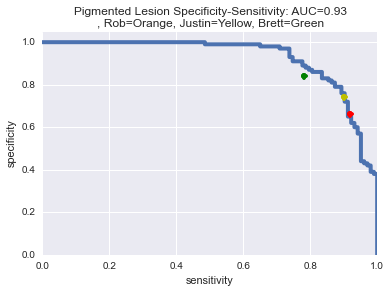 Pigmented Lesion Specificity-Sensitivity: AUC=0.93
, Rob=Orange, Justin=Yellow, Brett=Green
1.0
0.8
0.6
0.4
0.2
0.0
specificity
0.0 0.2 0.4 0.6 0.8 1.0
sensitivity